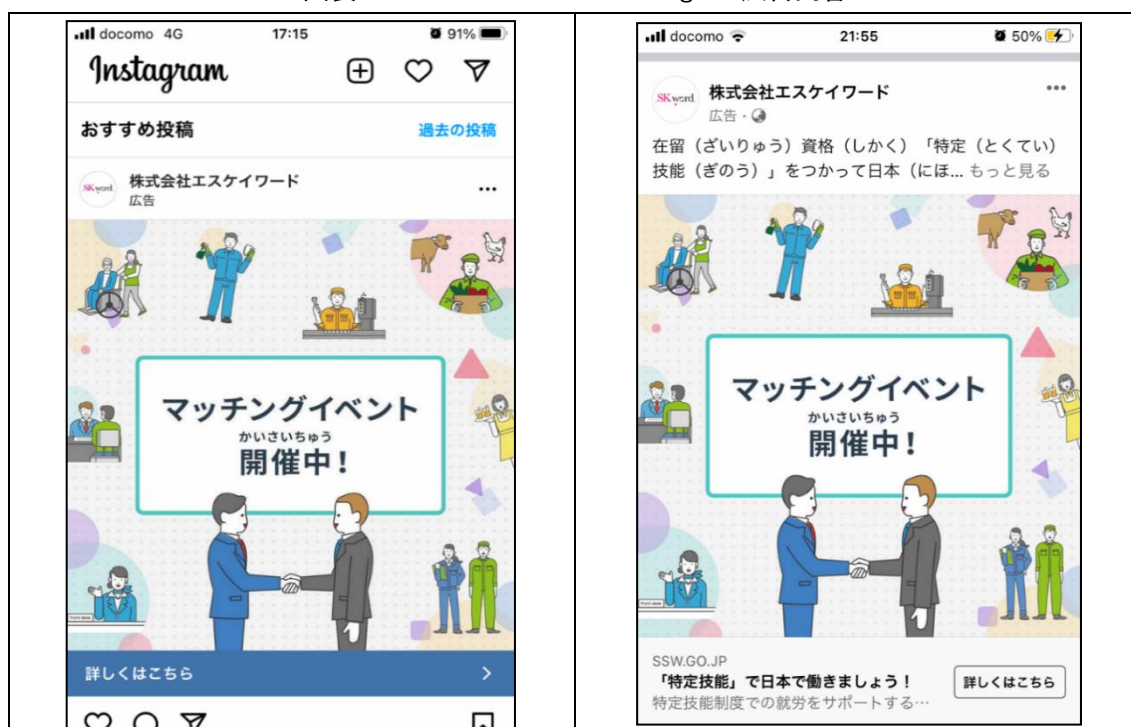 docomo 4G 17:15 91%
Instagram
おすすめ投稿 過去の投稿
SKword
株式会社エスケイワード
広告
マッチングイベント
かいさいちゅう
開催中！
詳しくはこちら
docomo 21:55 50%
SKword
株式会社エスケイワード
広告・
在留（ざいりゅう）資格（しかく）「特定（とくてい）
技能（ぎのう）」をつかって日本（にほ... もっと見る
マッチングイベント
かいさいちゅう
開催中！
SSW.GO.JP
「特定技能」で日本で働きましょう！
特定技能制度での就労をサポートする…
詳しくはこちら